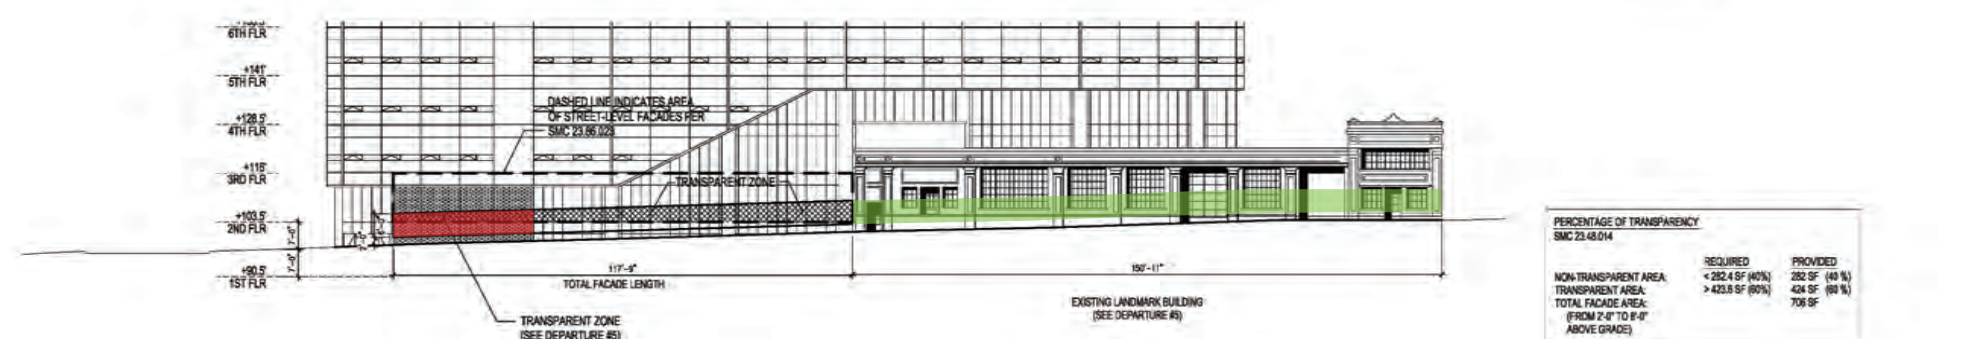 6TH FLR
+141'
5TH FLR
+128.5'
4TH FLR
+115'
3RD FLR
+103.5'
2ND FLR
+90.5'
1ST FLR
DASHED LINE INDICATES AREA
OF STREET-LEVEL FACADES PER
SMC 23.86.028
TRANSPARENT ZONE
117'-9"
TOTAL FACADE LENGTH
150'-11"
EXISTING LANDMARK BUILDING
(SEE DEPARTURE #5)
TRANSPARENT ZONE
(SEE DEPARTURE #5)
PERCENTAGE OF TRANSPARENCY
SMC 23.48.014
REQUIRED PROVIDED
NON-TRANSPARENT AREA: < 282.4 SF (40%) 282 SF (40 %)
TRANSPARENT AREA: > 423.6 SF (60%) 424 SF (60 %)
TOTAL FACADE AREA: 706 SF
(FROM 2'-0" TO 8'-0"
ABOVE GRADE)